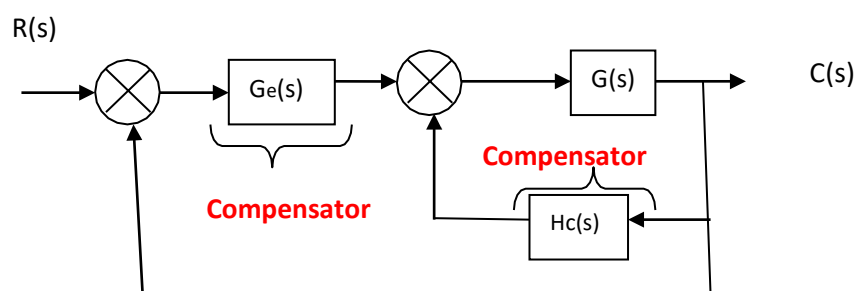 R(s)
Ge(s)
G(s)
C(s)
Compensator
Compensator
Hc(s)